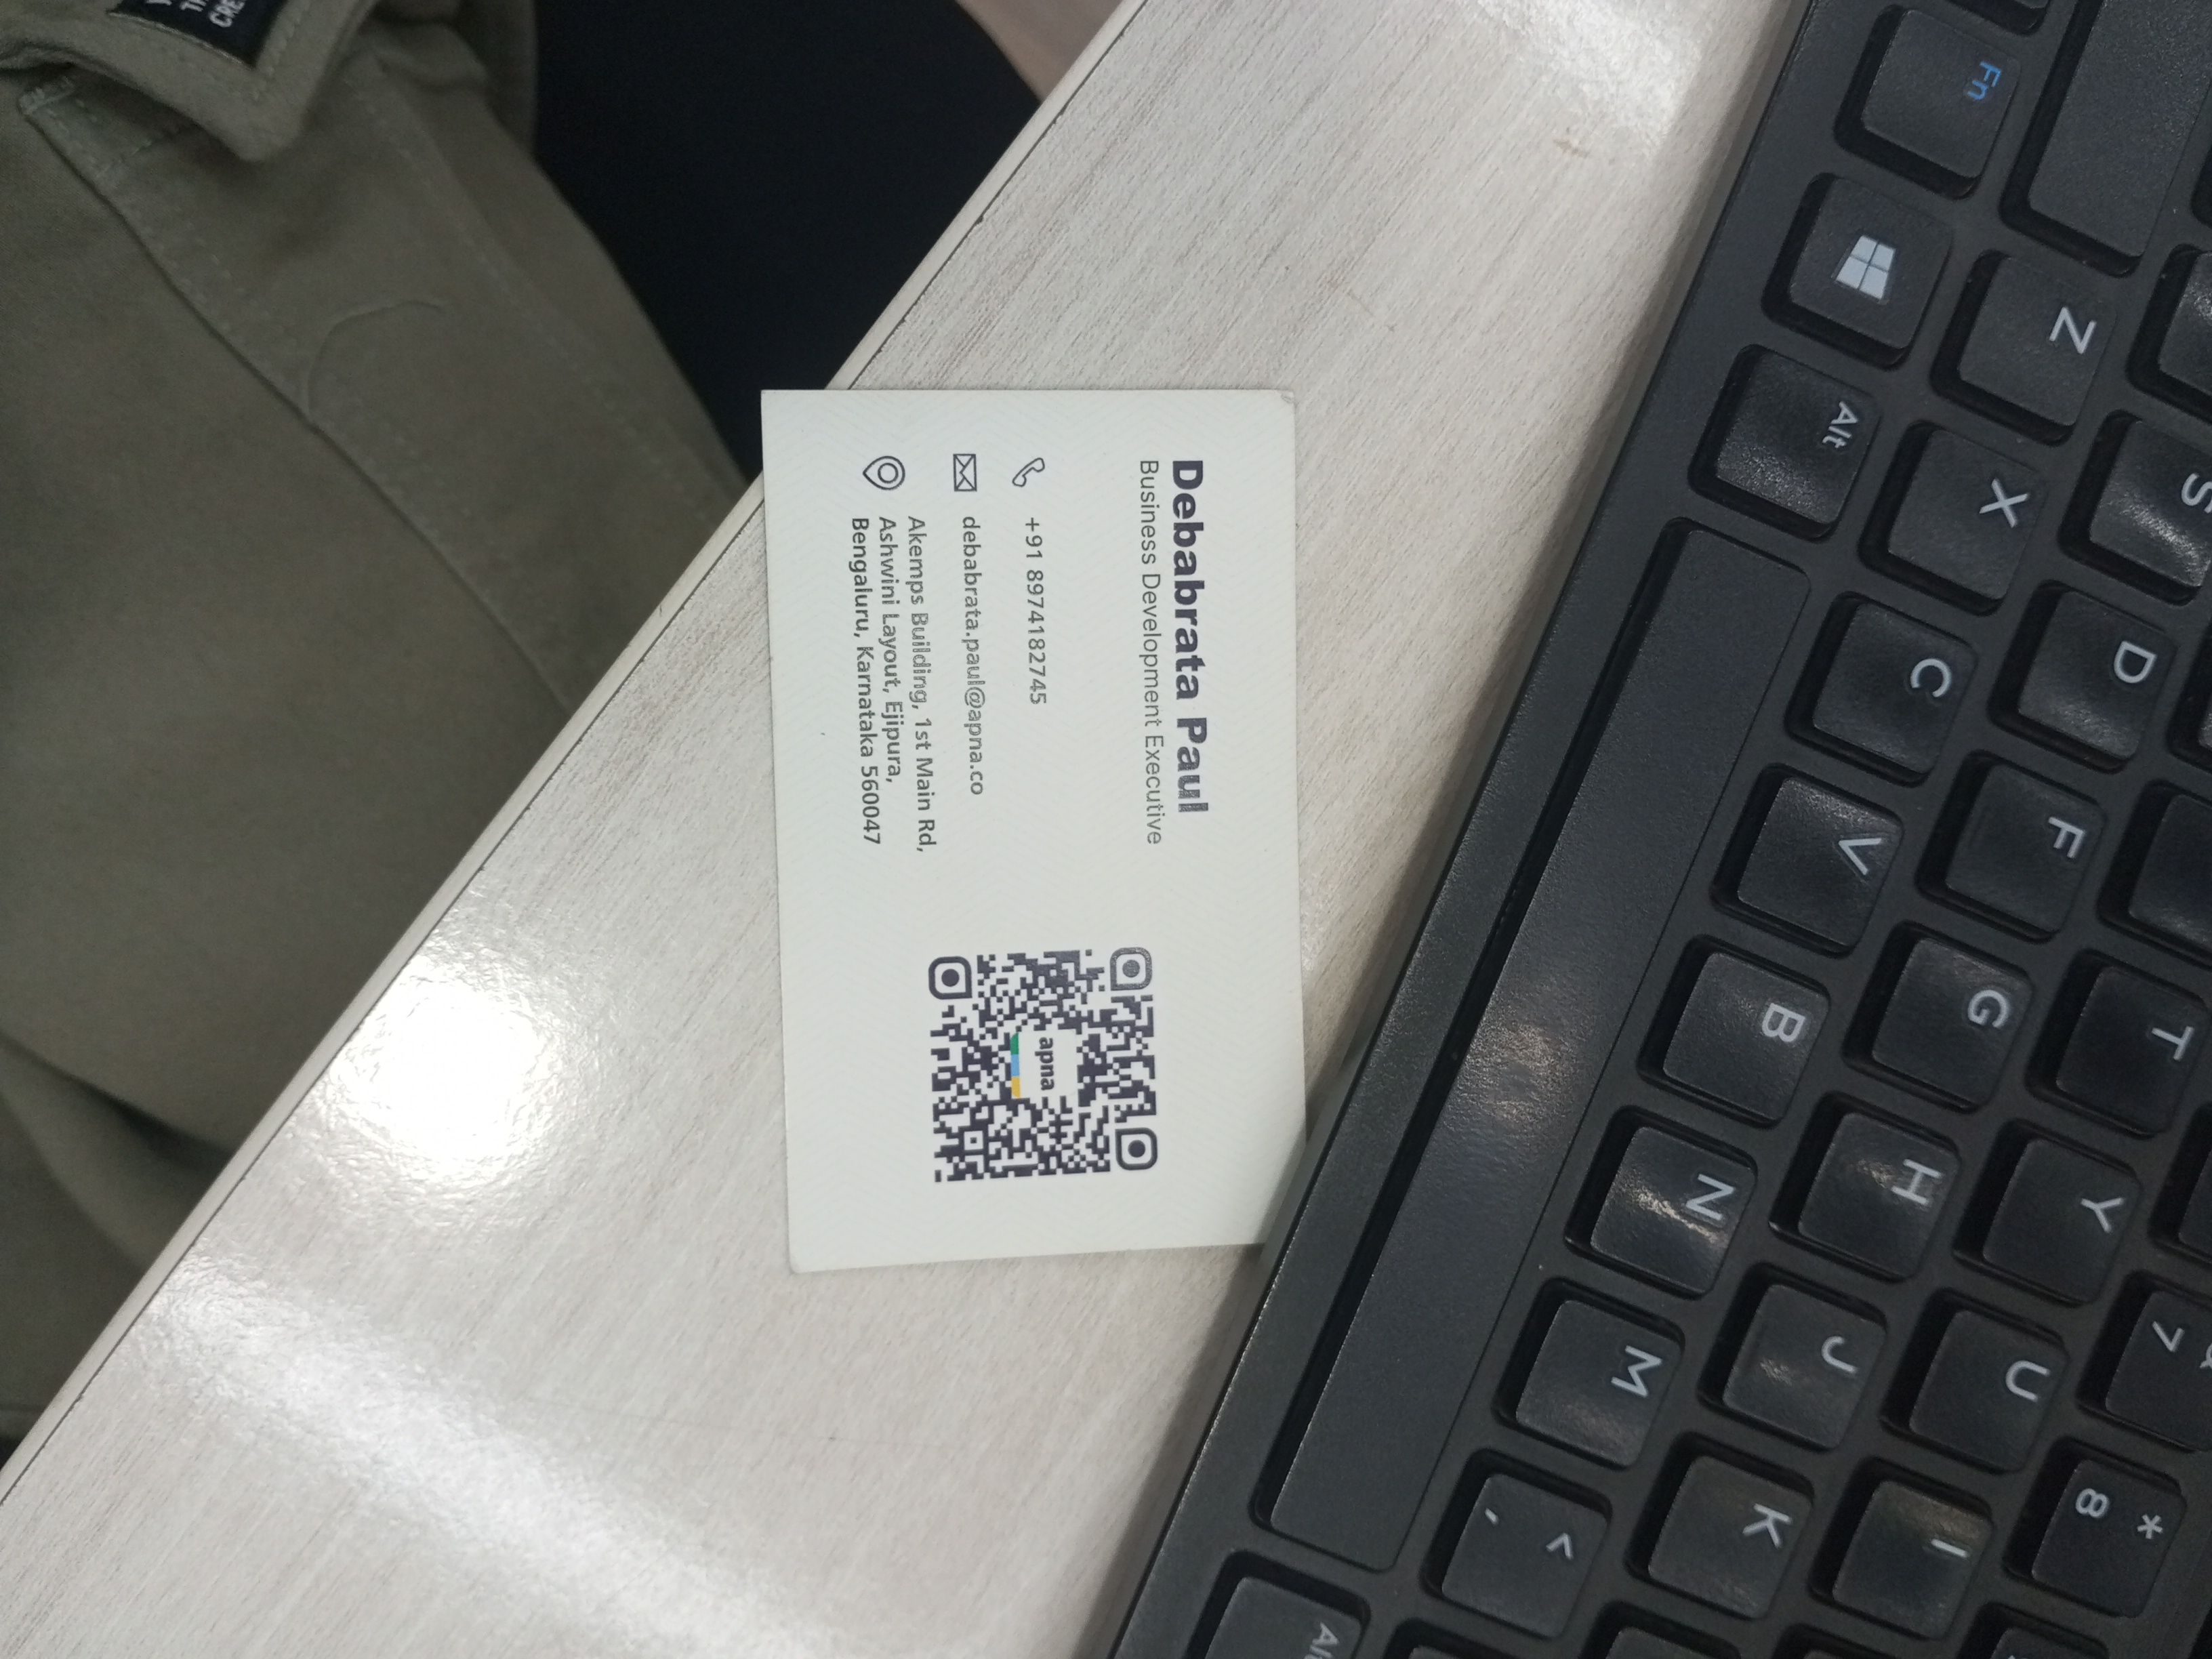 Debabrata Paul
Business Development Executive
+91 8974182745
debabrata.paul@apna.co
Akemps Building, 1st Main Rd,
Ashwini Layout, Ejipura,
Bengaluru, Karnataka 560047
apna
Fn
Alt
Z
X
C
V
B
N
M
<
,
S
D
F
G
H
J
K
T
Y
U
I
7
*
8